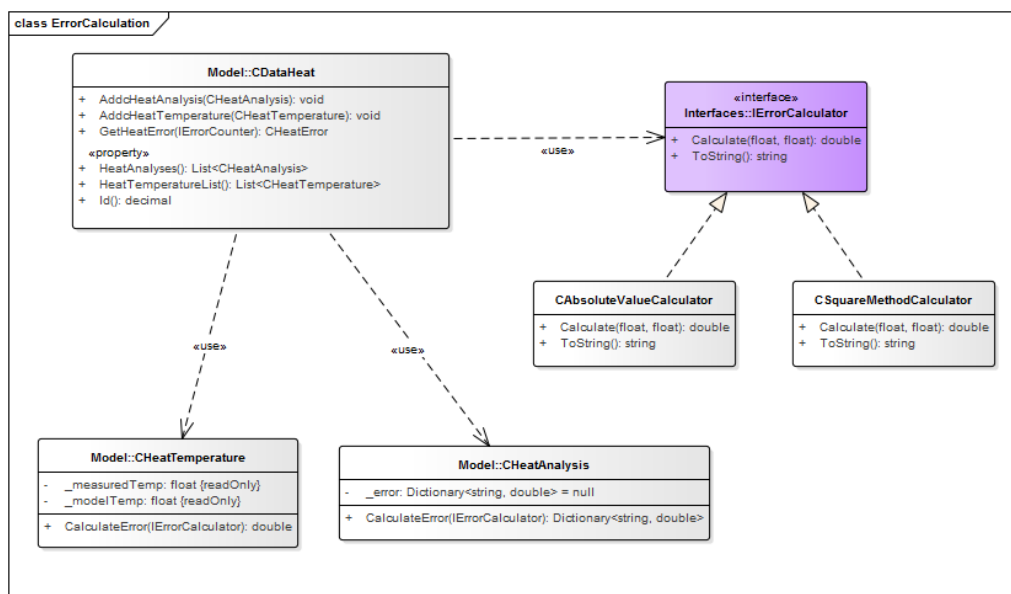 class ErrorCalculation
Model::CDataHeat
+ AddcHeatAnalysis(CHeatAnalysis): void
+ AddcHeatTemperature(CHeatTemperature): void
+ GetHeatError(IErrorCounter): CHeatError
«property»
+ HeatAnalyses(): List<CHeatAnalysis>
+ HeatTemperatureList(): List<CHeatTemperature>
+ Id(): decimal
«use»
«interface»
Interfaces::IErrorCalculator
+ Calculate(float, float): double
+ ToString(): string
CAbsoluteValueCalculator
+ Calculate(float, float): double
+ ToString(): string
CSquareMethodCalculator
+ Calculate(float, float): double
+ ToString(): string
«use»
«use»
Model::CHeatTemperature
- _measuredTemp: float {readOnly}
- _modelTemp: float {readOnly}
+ CalculateError(IErrorCalculator): double
Model::CHeatAnalysis
- _error: Dictionary<string, double> = null
+ CalculateError(IErrorCalculator): Dictionary<string, double>